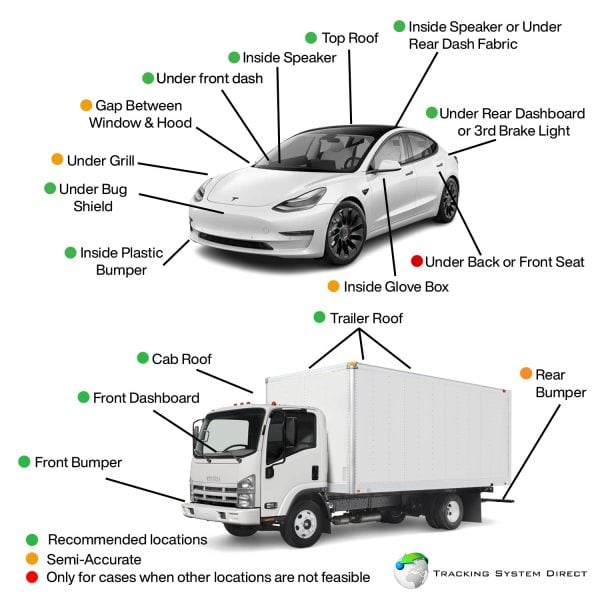 Top Roof
Inside Speaker or Under
Rear Dash Fabric
Inside Speaker
Under front dash
Gap Between
Window & Hood
Under Rear Dashboard
or 3rd Brake Light
Under Grill
Under Bug
Shield
Inside Plastic
Bumper
Under Back or Front Seat
Inside Glove Box
Trailer Roof
Cab Roof
Rear
Bumper
Front Dashboard
Front Bumper
ISUZU
Recommended locations
Semi-Accurate
Only for cases when other locations are not feasible
TRACKING SYSTEM DIRECT